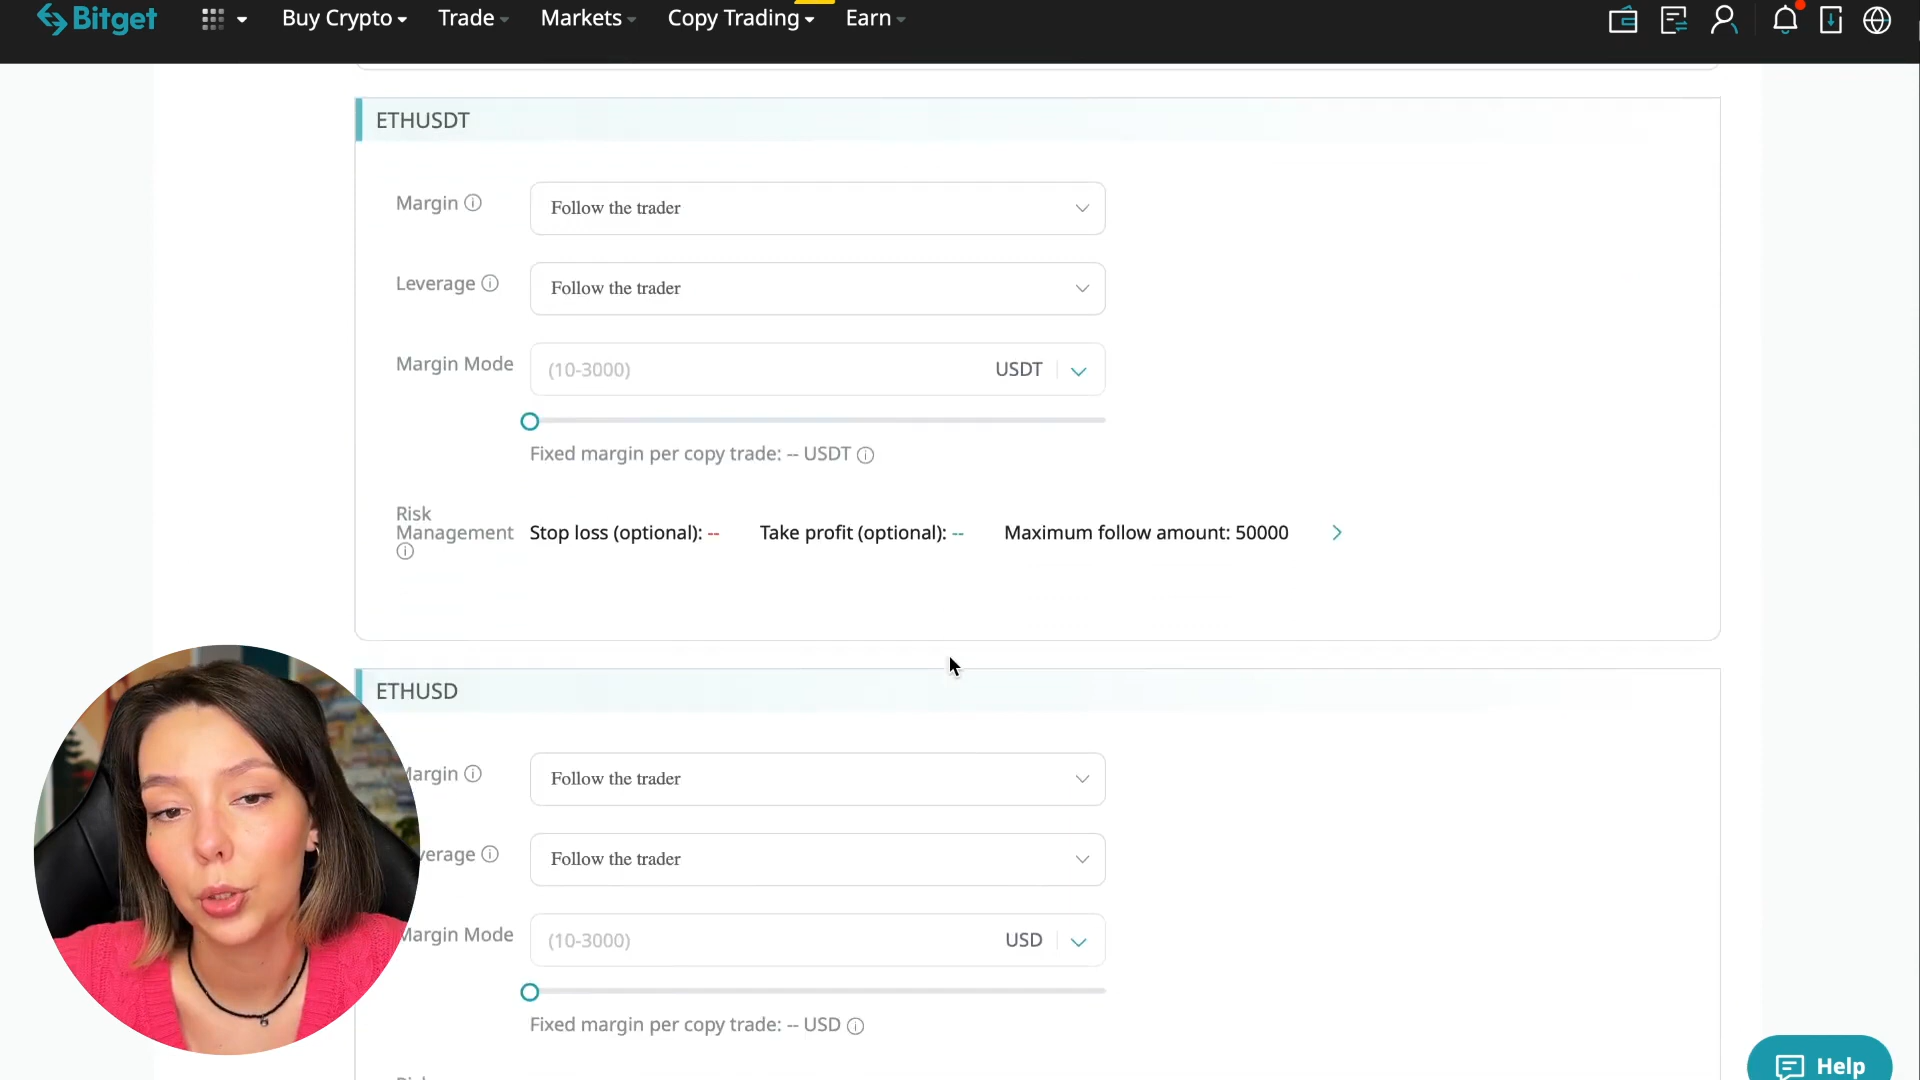 Bitget
Buy Crypto
Trade
Markets
Copy Trading
Earn
ETHUSDT
Margin
Follow the trader
Leverage
Follow the trader
Margin Mode
(10-3000)
USDT
Fixed margin per copy trade: -- USDT
Risk
Management
Stop loss (optional): --
Take profit (optional): --
Maximum follow amount: 50000
ETHUSD
Margin
Follow the trader
verage
Follow the trader
Margin Mode
(10-3000)
USD
Fixed margin per copy trade: -- USD
Help